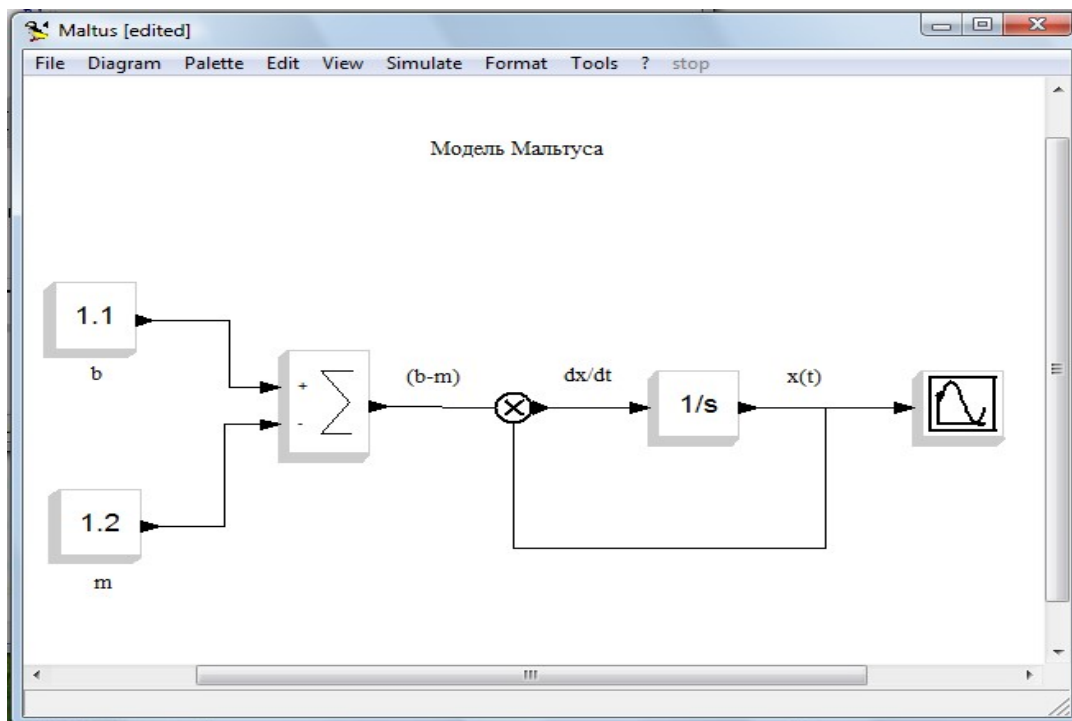 Maltus [edited]
File Diagram Palette Edit View Simulate Format Tools ? stop
Модель Мальтуса
1.1
b
+
-
(b-m)
dx/dt
1/s
x(t)
1.2
m